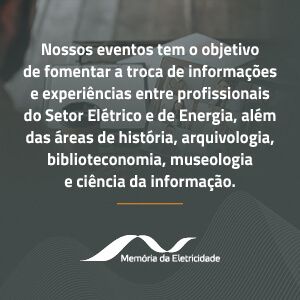 Nossos eventos tem o objetivo
de fomentar a troca de informações
e experiências entre profissionais
do Setor Elétrico e de Energia, além
das áreas de história, arquivologia,
biblioteconomia, museologia
e ciência da informação.
Memória da Eletricidade